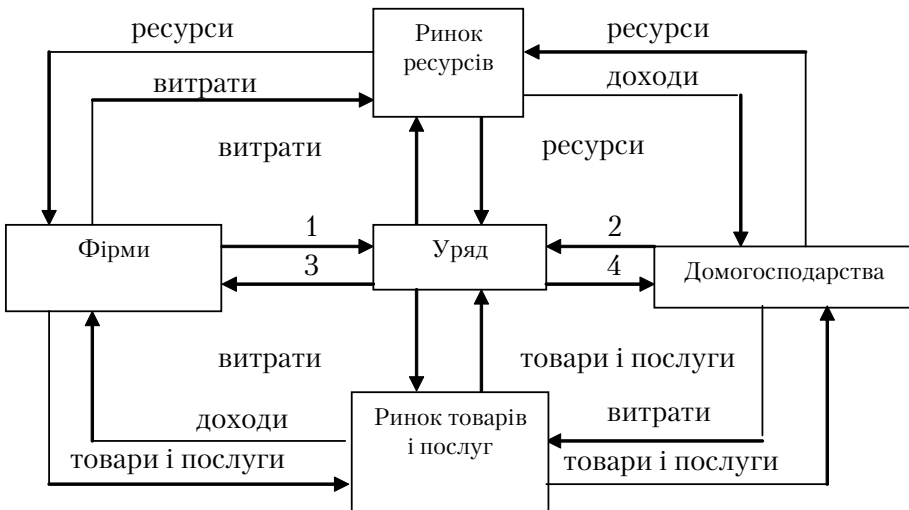 ресурси
Ринок
ресурсів
ресурси
витрати
доходи
витрати
ресурси
1
2
Фірми
Уряд
3
4
Домогосподарства
витрати
товари і послуги
доходи
Ринок товарів
і послуг
витрати
товари і послуги
товари і послуги